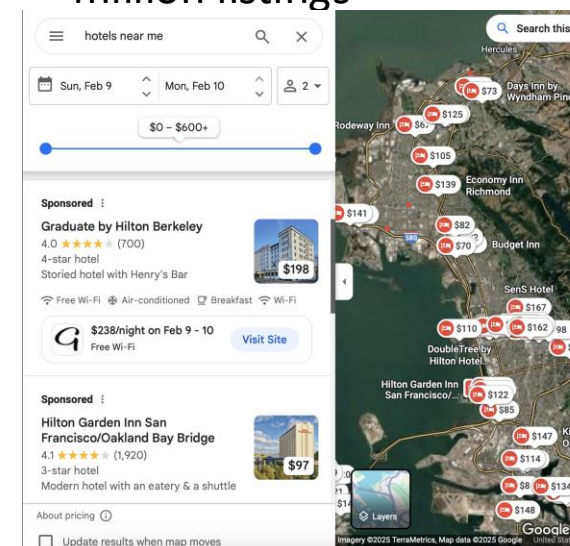 hotels near me
Sun, Feb 9
Mon, Feb 10
2
$0 – $600+
Sponsored
Graduate by Hilton Berkeley
4.0 (700)
4-star hotel
Storied hotel with Henry's Bar
$198
Free Wi-Fi Air-conditioned Breakfast Wi-Fi
G
$238/night on Feb 9 - 10
Free Wi-Fi
Visit Site
Sponsored
Hilton Garden Inn San
Francisco/Oakland Bay Bridge
4.1 (1,920)
3-star hotel
Modern hotel with an eatery & a shuttle
$97
About pricing
Update results when map moves
Search this
Hercules
Days Inn by
Wyndham Pin
$73
$125
Rodeway Inn
$105
$139
Economy Inn
Richmond
$141
$82
580
$70
Budget Inn
SenS Hotel
$167
$110
$162
98
DoubleTree by
Hilton Hotel...
Hilton Garden Inn
San Francisco/...
$122
$85
$147
$114
$8
$134
$148
Layers
Google
Imagery ©2025 TerraMetrics, Map data ©2025 Google
United Stat